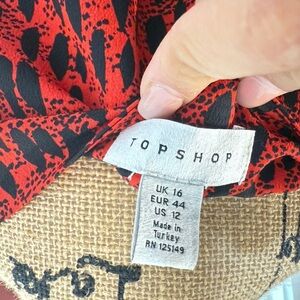 TOPSHOP
UK 16
EUR 44
US 12
Made in
Turkey
RN 125149